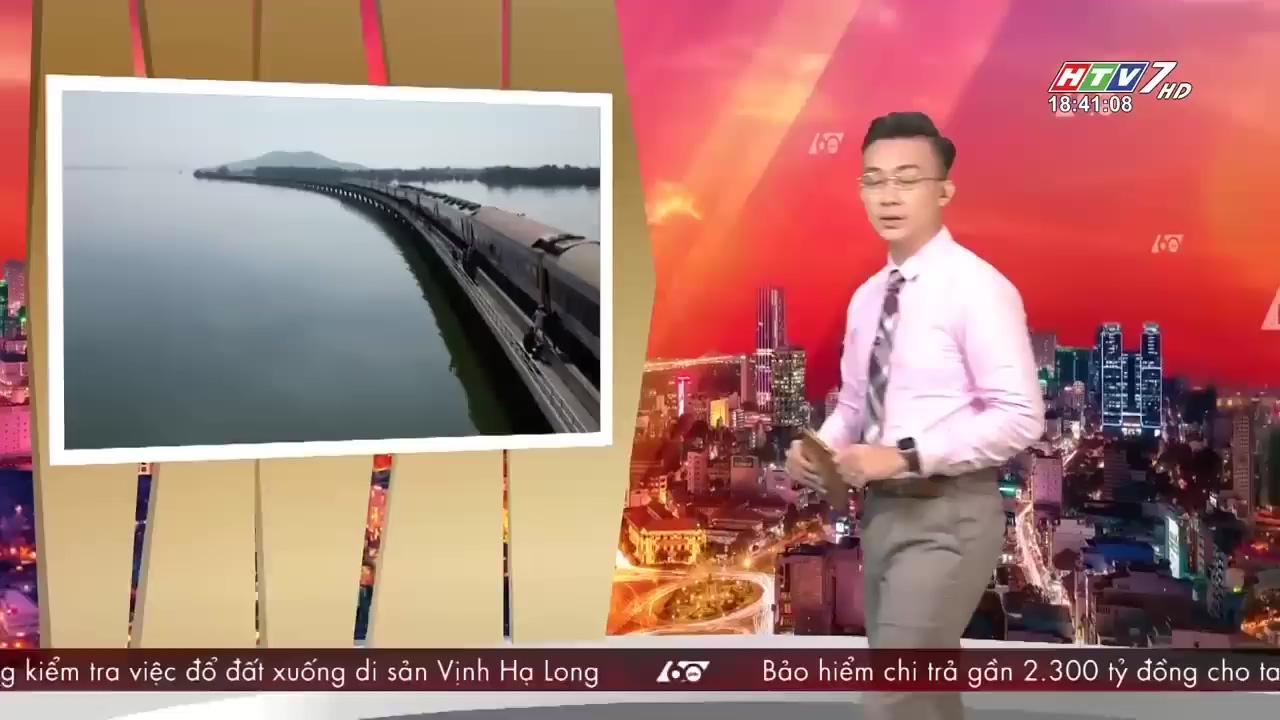 HTV7 HD
18:41:08
kiểm tra việc đổ đất xuống di sản Vịnh Hạ Long
60
Bảo hiểm chi trả gần 2.300 tỷ đồng cho